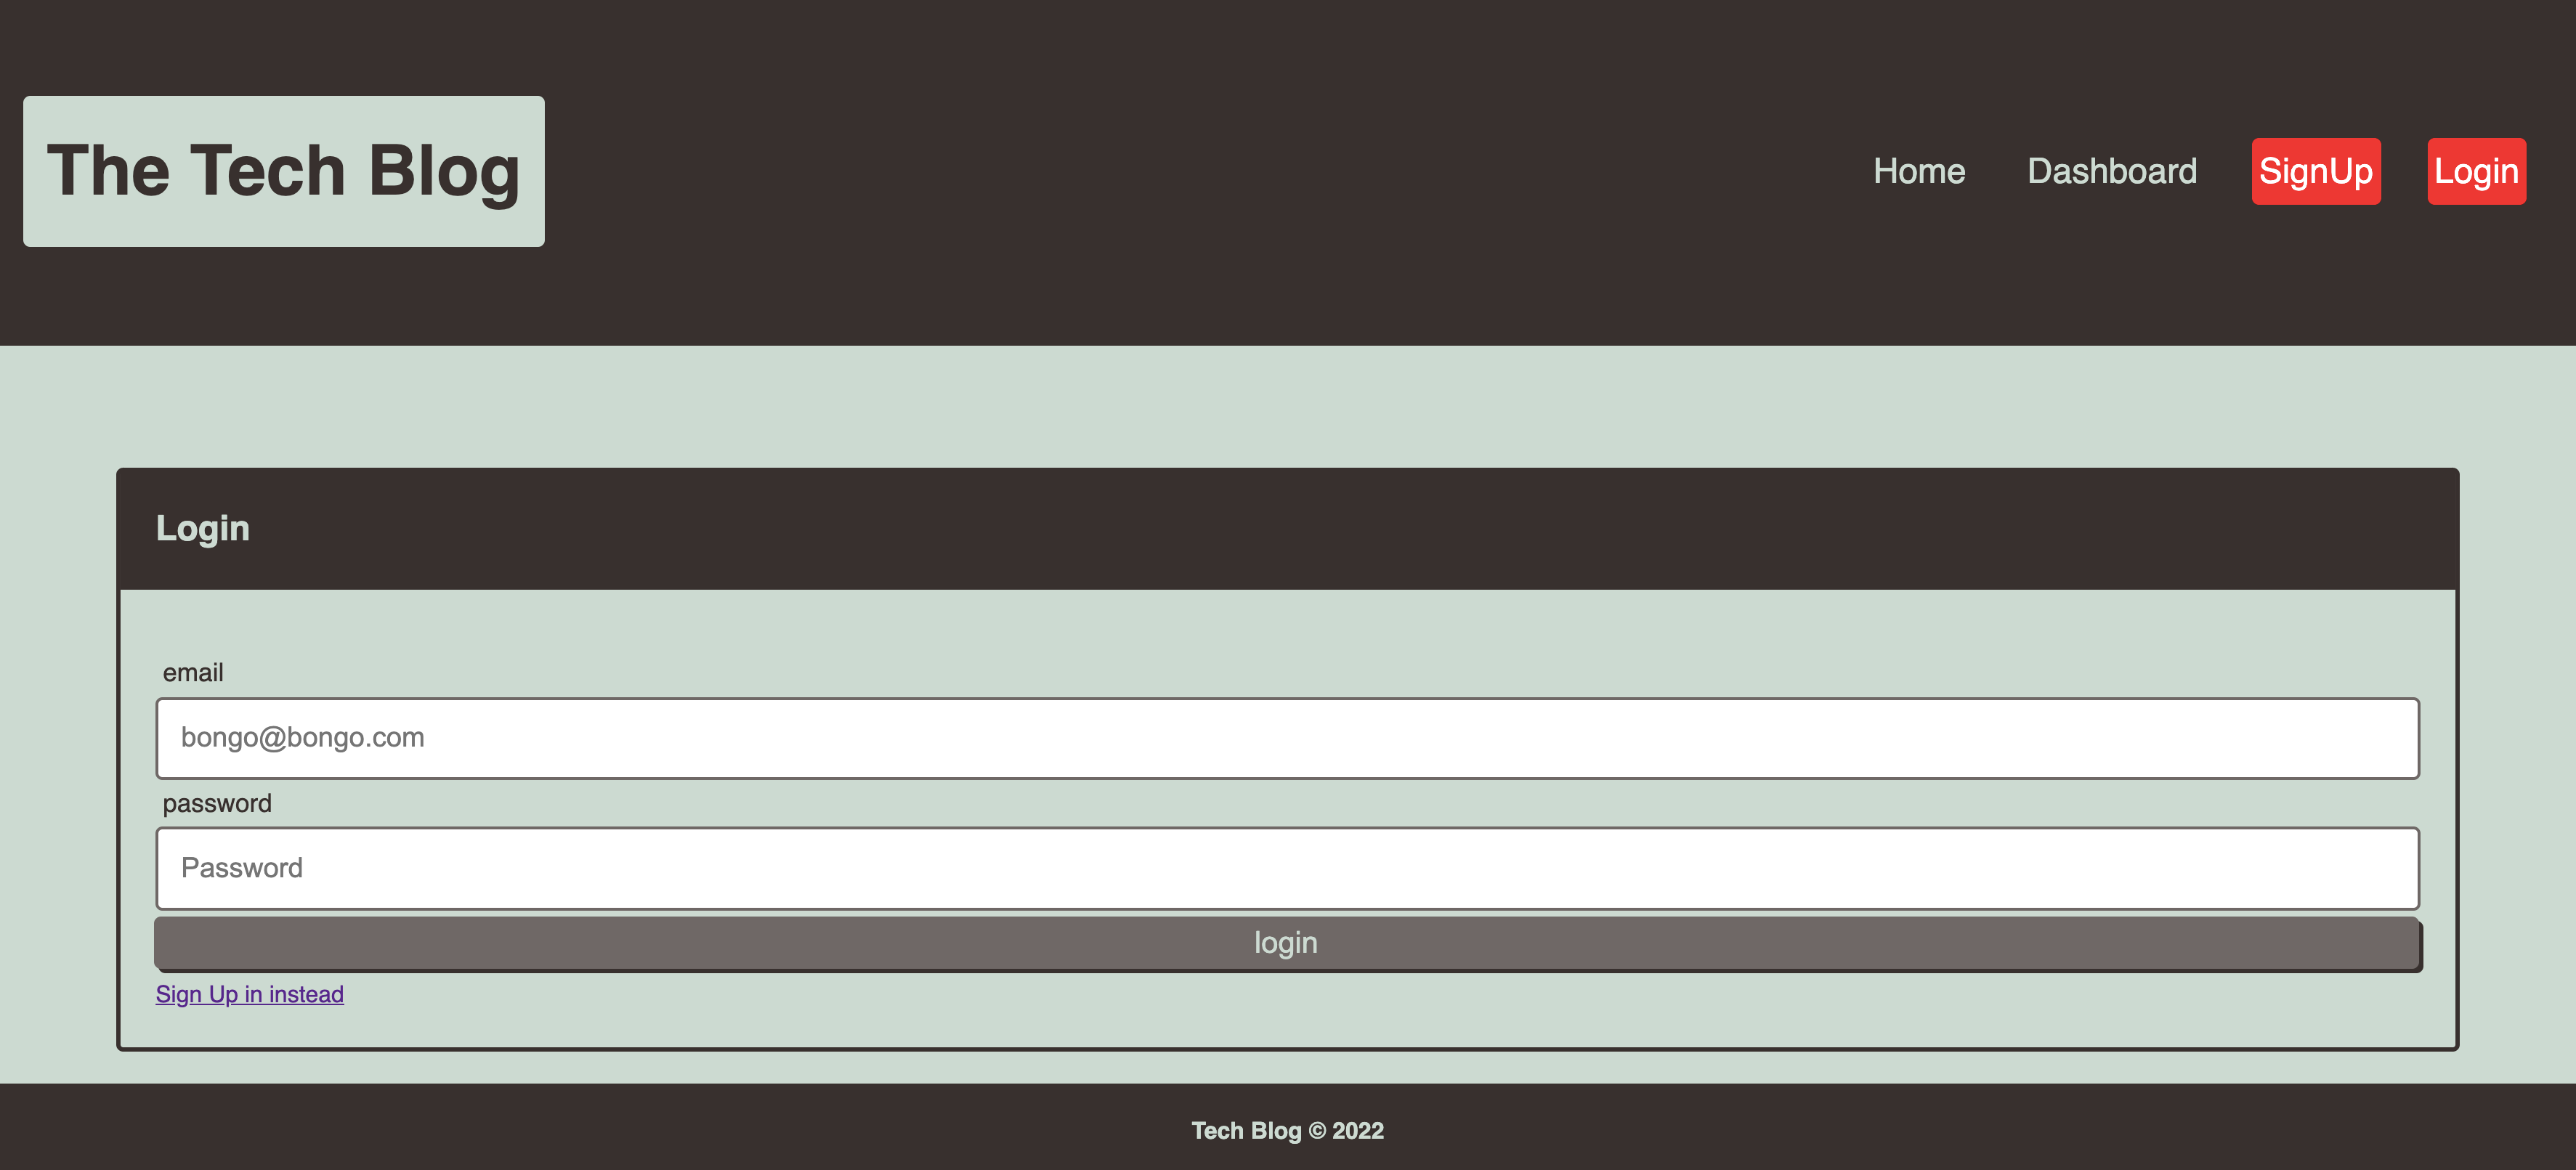 The Tech Blog
Home Dashboard SignUp Login
Login
email
bongo@bongo.com
password
Password
login
Sign Up in instead
Tech Blog © 2022